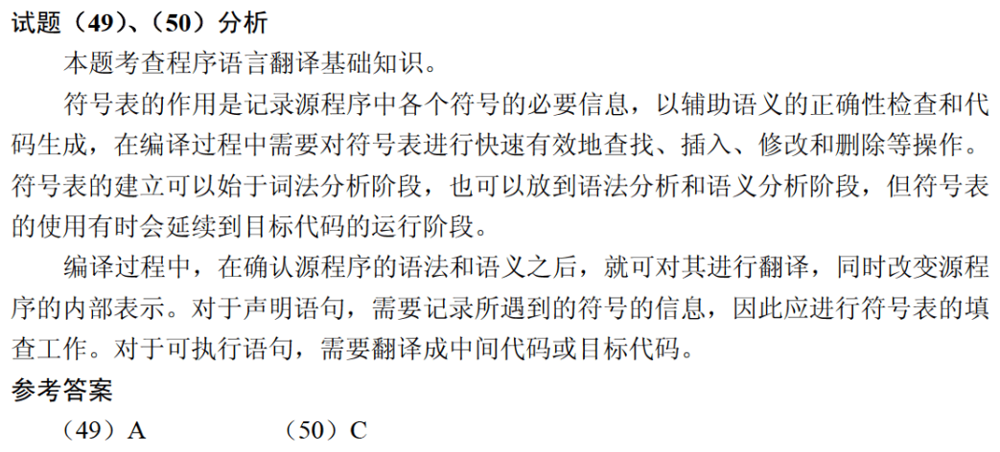 试题（49）、（50）分析
本题考查程序语言翻译基础知识。
符号表的作用是记录源程序中各个符号的必要信息，以辅助语义的正确性检查和代
码生成，在编译过程中需要对符号表进行快速有效地查找、插入、修改和删除等操作。
符号表的建立可以始于词法分析阶段，也可以放到语法分析和语义分析阶段，但符号表
的使用有时会延续到目标代码的运行阶段。
编译过程中，在确认源程序的语法和语义之后，就可对其进行翻译，同时改变源程
序的内部表示。对于声明语句，需要记录所遇到的符号的信息，因此应进行符号表的填
查工作。对于可执行语句，需要翻译成中间代码或目标代码。
参考答案
（49）A （50）C